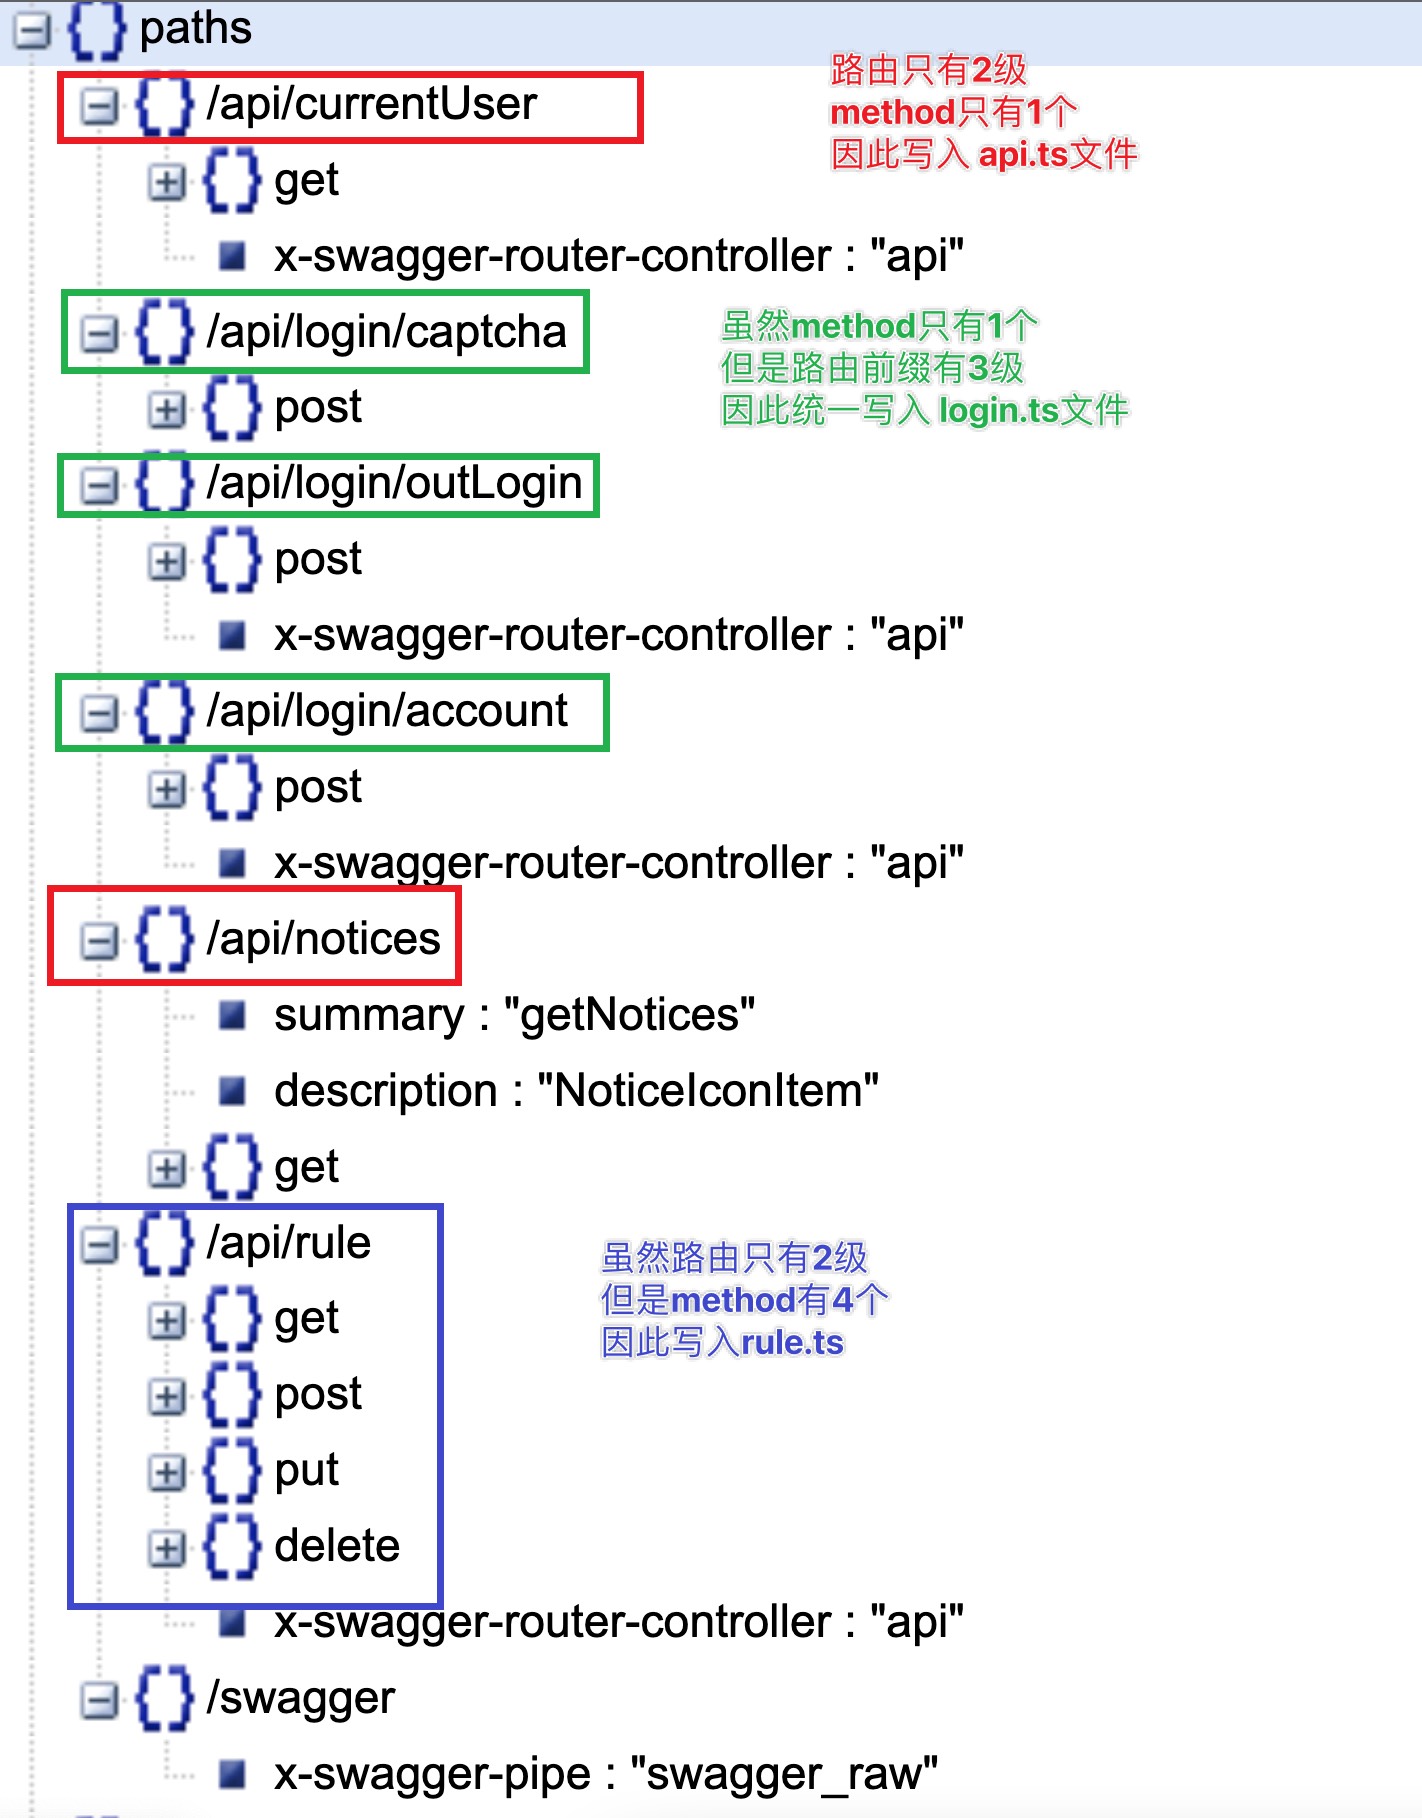 paths
/api/currentUser
路由只有2级
method只有1个
因此写入 api.ts文件
get
x-swagger-router-controller : "api"
/api/login/captcha
虽然method只有1个
但是路由前缀有3级
因此统一写入 login.ts文件
post
/api/login/outLogin
post
x-swagger-router-controller : "api"
/api/login/account
post
x-swagger-router-controller : "api"
/api/notices
summary : "getNotices"
description : "NoticeIconItem"
get
/api/rule
虽然路由只有2级
但是method有4个
因此写入rule.ts
get
post
put
delete
x-swagger-router-controller : "api"
/swagger
x-swagger-pipe : "swagger_raw"